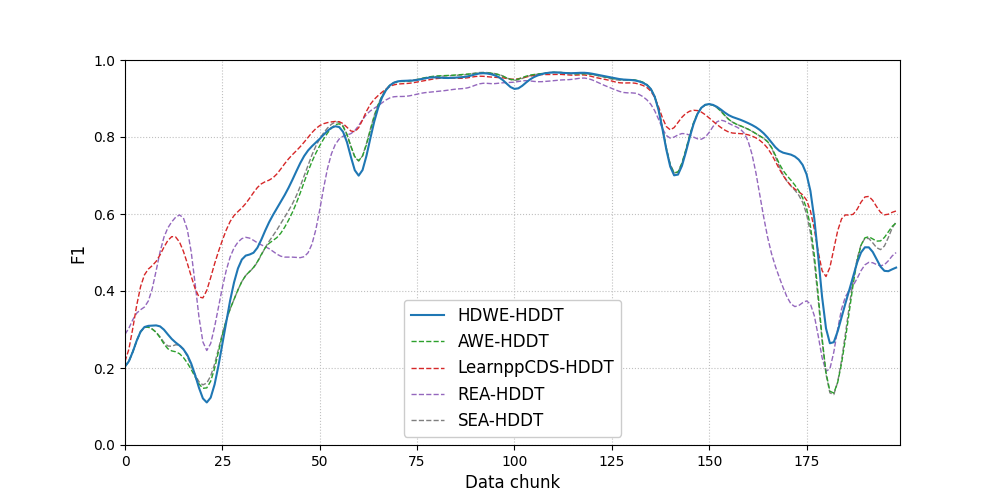 1.0
0.8
0.6
0.4
0.2
0.0
F1
HDWE-HDDT
AWE-HDDT
LearnppCDS-HDDT
REA-HDDT
SEA-HDDT
0 25 50 75 100 125 150 175
Data chunk